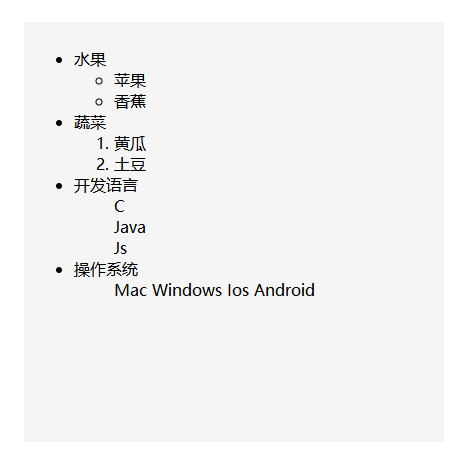 水果
苹果
香蕉
蔬菜
1. 黄瓜
2. 土豆
开发语言
C
Java
Js
操作系统
Mac Windows Ios Android